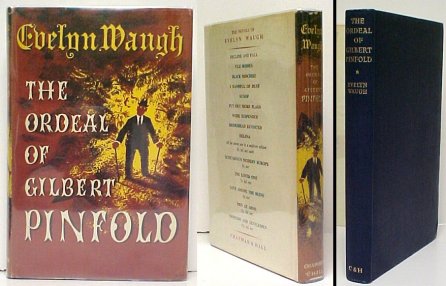 Evelyn Waugh
THE
ORDEAL
OF
GILBERT
PINFOLD
THE NOVELS OF
EVELYN WAUGH
DECLINE AND FALL
VILE BODIES
BLACK MISCHIEF
A HANDFUL OF DUST
SCOOP
PUT OUT MORE FLAGS
WORK SUSPENDED
BRIDESHEAD REVISITED
HELENA
SCOTT-KING'S MODERN EUROPE
THE LOVED ONE
LOVE AMONG THE RUINS
MEN AT ARMS
OFFICERS AND GENTLEMEN
CHAPMAN & HALL
Evelyn
Waugh
THE
ORDEAL
OF
GILBERT
PINFOLD
CHAPMAN
& HALL
THE
ORDEAL
OF
GILBERT
PINFOLD
EVELYN
WAUGH
C & H